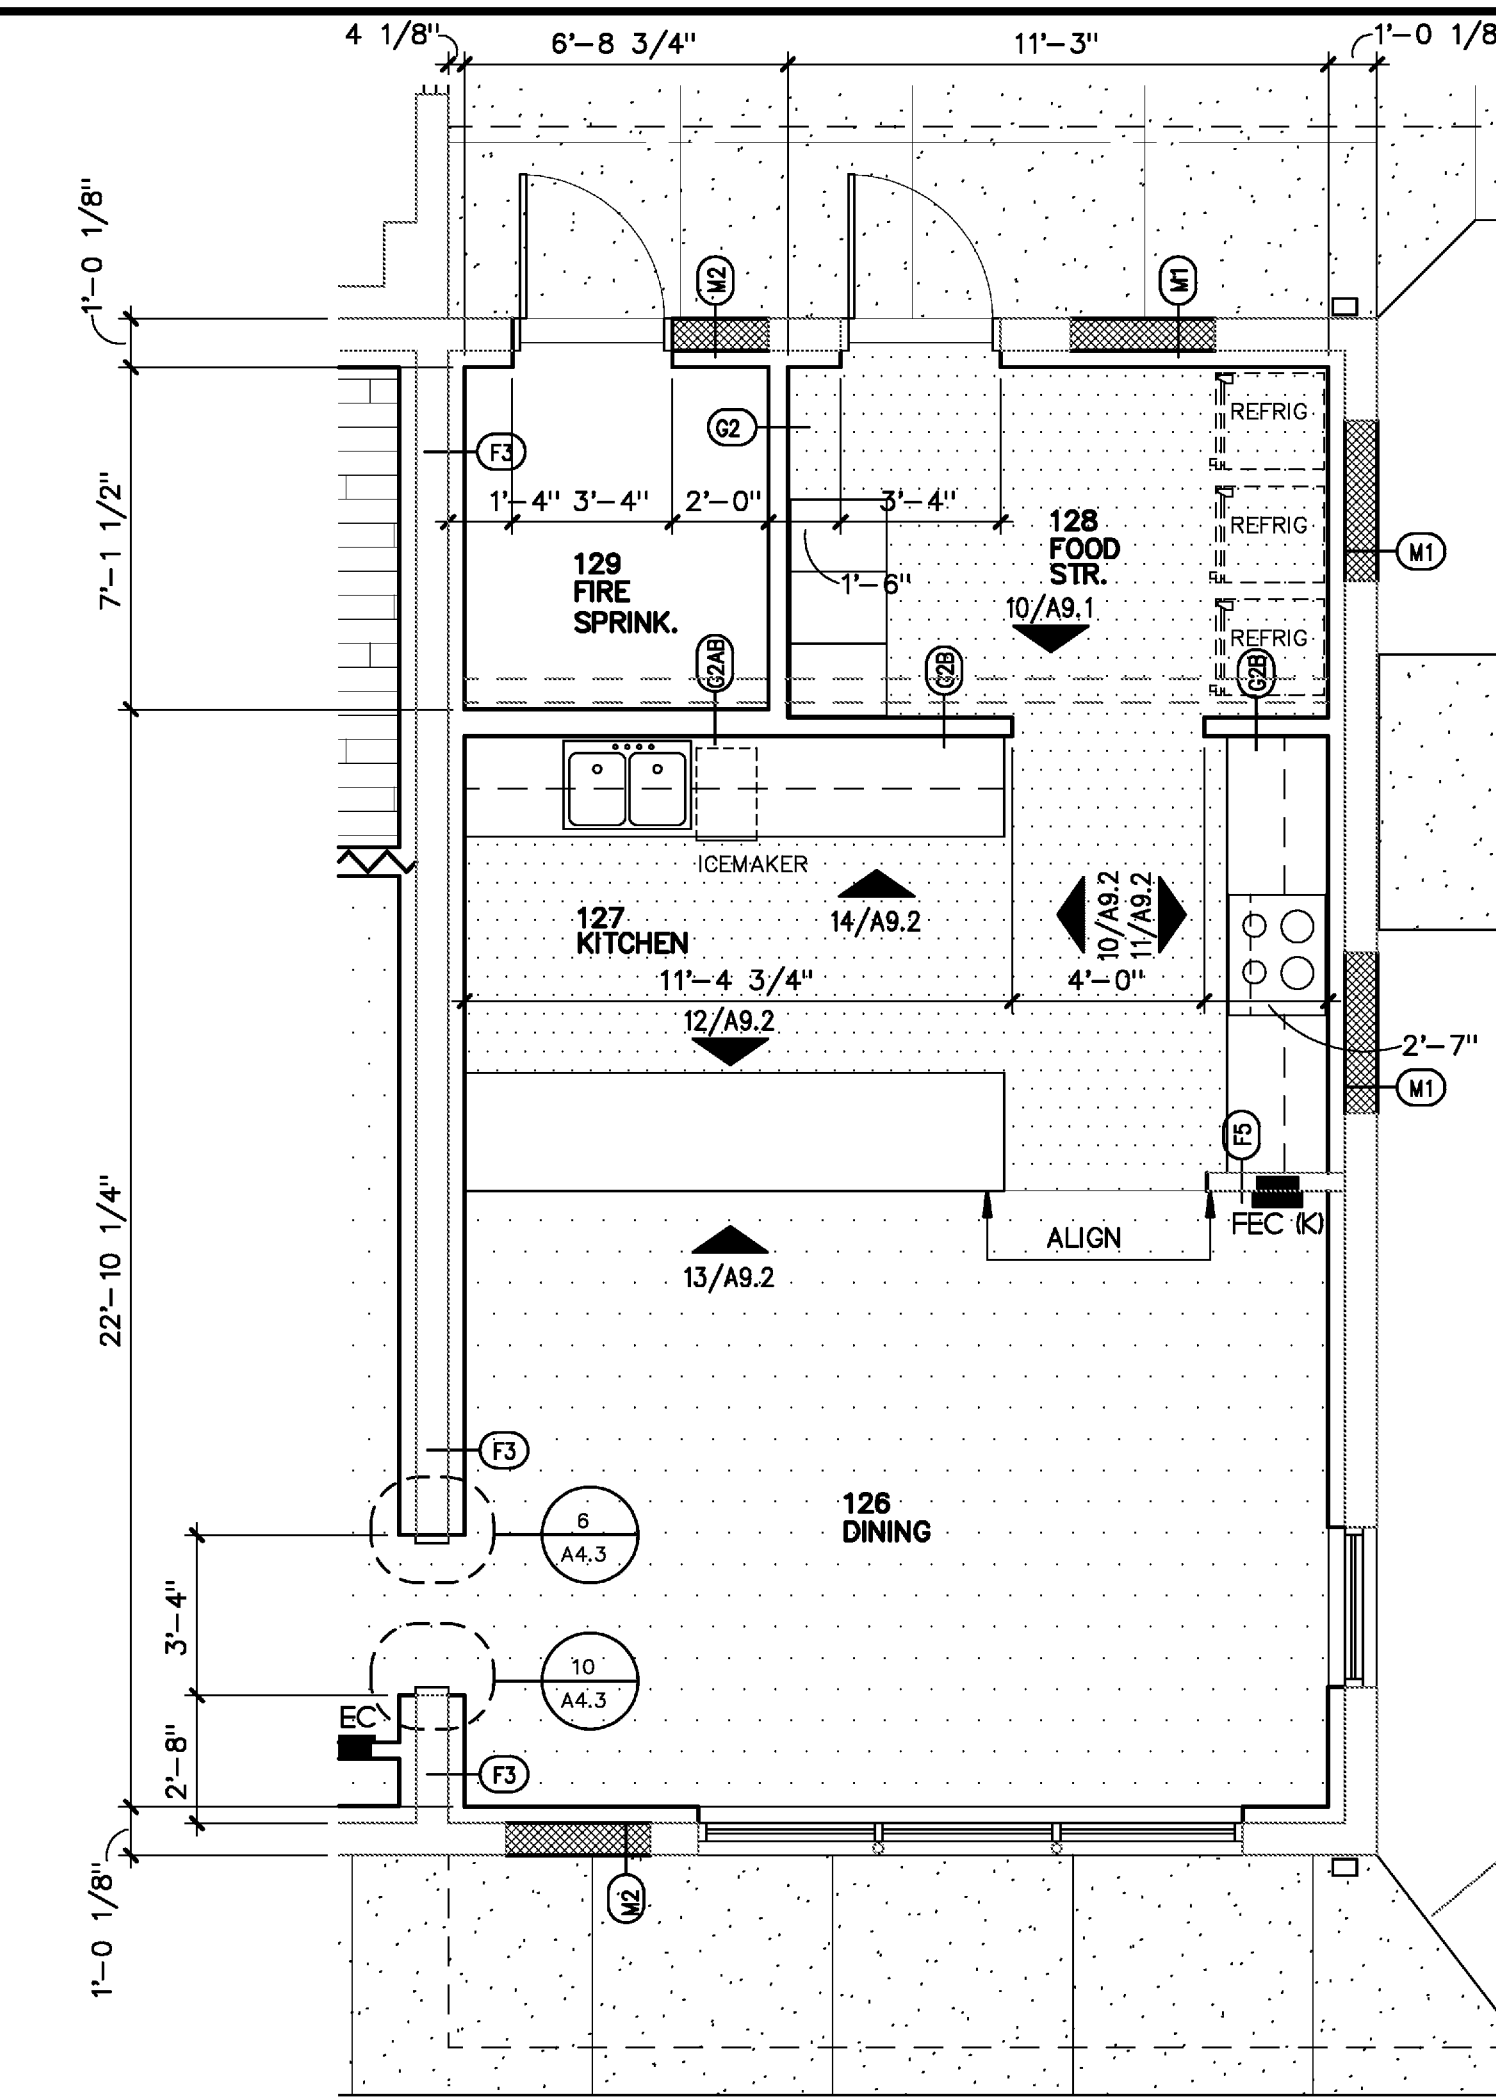 4 1/8"
6'-8 3/4"
11'-3"
1'-0 1/8
1'-0 1/8"
M2
M1
REFRIG
G2
F3
7'-1 1/2"
1'-4"
3'-4"
2'-0"
3'-4"
128
FOOD
STR.
REFRIG
M1
129
FIRE
SPRINK.
1'-6"
10/A9.1
REFRIG
G2AB
G2B
G2B
ICEMAKER
127
KITCHEN
14/A9.2
10/A9.2
11/A9.2
11'-4 3/4"
4'-0"
12/A9.2
2'-7"
M1
F5
22'-10 1/4"
ALIGN
FEC (K)
13/A9.2
F3
126
DINING
6
A4.3
3'-4"
10
A4.3
EC
2'-8"
F3
1'-0 1/8"
M2